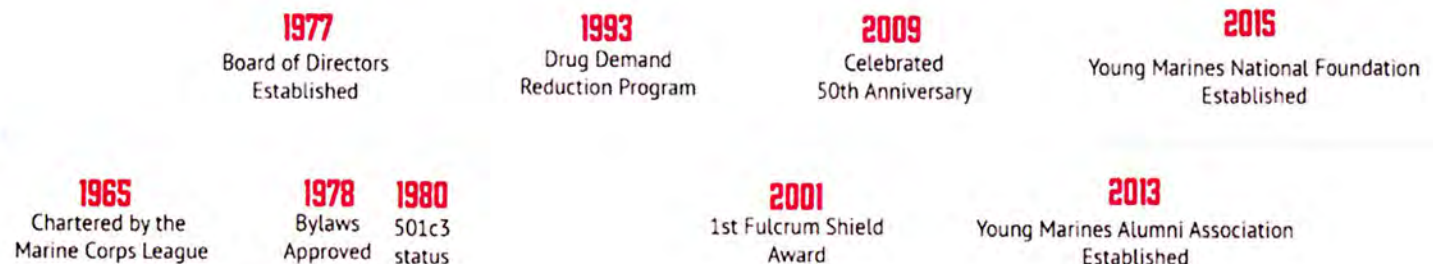 1977
Board of Directors
Established
1993
Drug Demand
Reduction Program
2009
Celebrated
50th Anniversary
2015
Young Marines National Foundation
Established
1965
Chartered by the
Marine Corps League
1978
Bylaws
Approved
1980
501c3
status
2001
1st Fulcrum Shield
Award
2013
Young Marines Alumni Association
Established